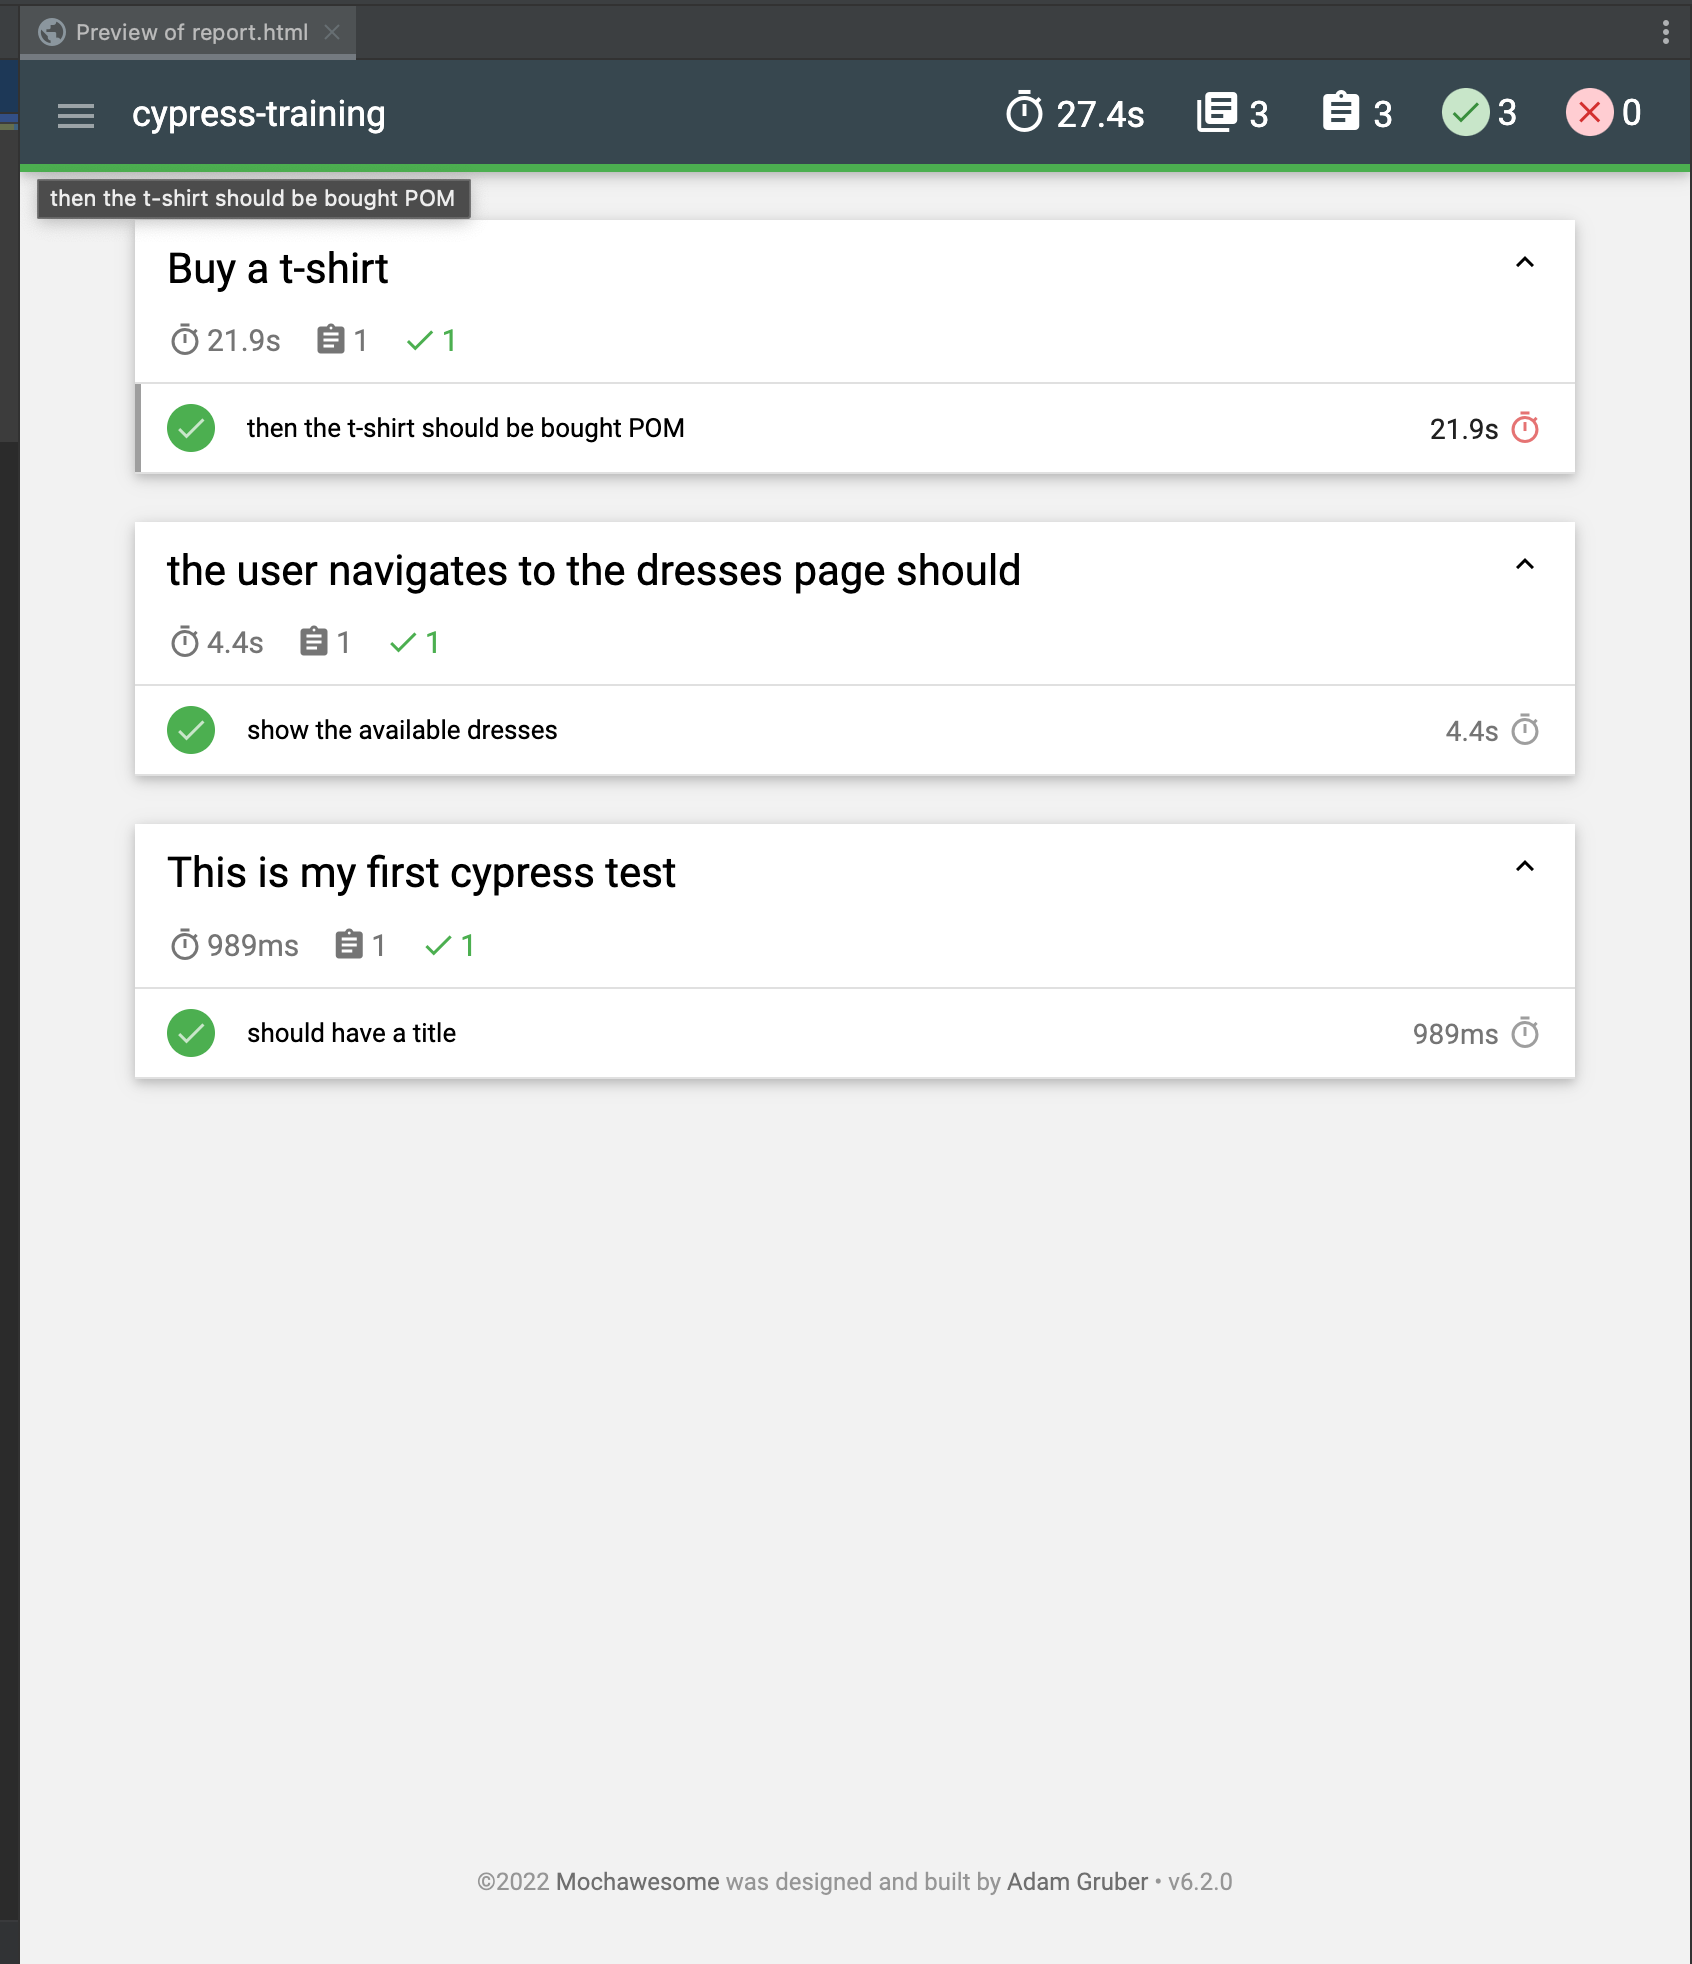 Preview of report.html
cypress-training 27.4s 3 3 3 0
then the t-shirt should be bought POM
Buy a t-shirt
21.9s 1 1
then the t-shirt should be bought POM 21.9s
the user navigates to the dresses page should
4.4s 1 1
show the available dresses 4.4s
This is my first cypress test
989ms 1 1
should have a title 989ms
©2022 Mochawesome was designed and built by Adam Gruber • v6.2.0